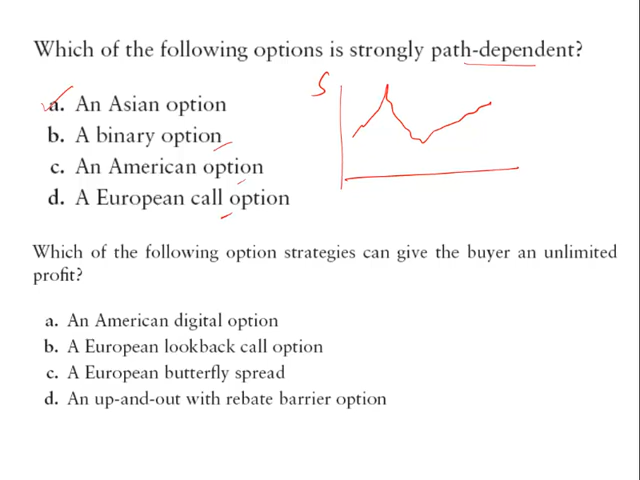 Which of the following options is strongly path-dependent?
a. An Asian option
b. A binary option
c. An American option
d. A European call option
S
Which of the following option strategies can give the buyer an unlimited
profit?
a. An American digital option
b. A European lookback call option
c. A European butterfly spread
d. An up-and-out with rebate barrier option